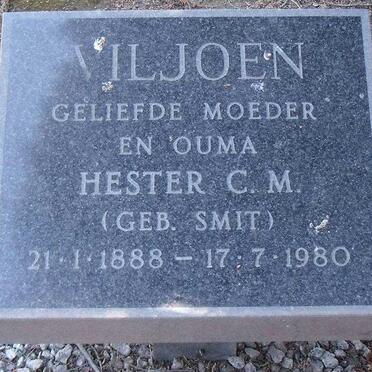 VILJOEN
GELIEFDE MOEDER
EN OUMA
HESTER C.M.
(GEB. SMIT)
21·1·1888 – 17·7·1980